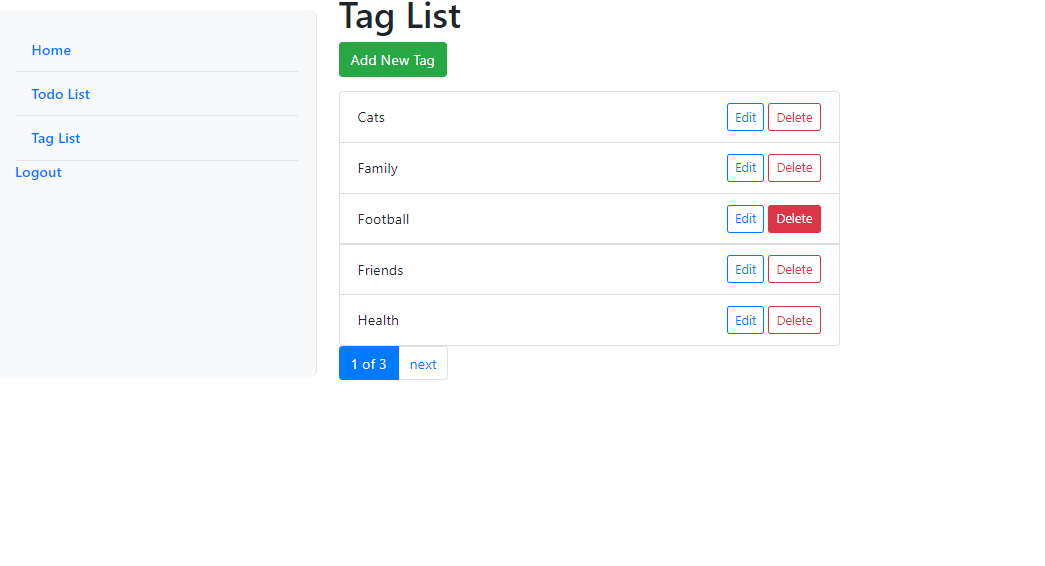 Tag List
Home
Add New Tag
Todo List
Tag List
Logout
Cats Edit Delete
Family Edit Delete
Football Edit Delete
Friends Edit Delete
Health Edit Delete
1 of 3 next